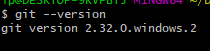 $ git --version
git version 2.32.0.windows.2